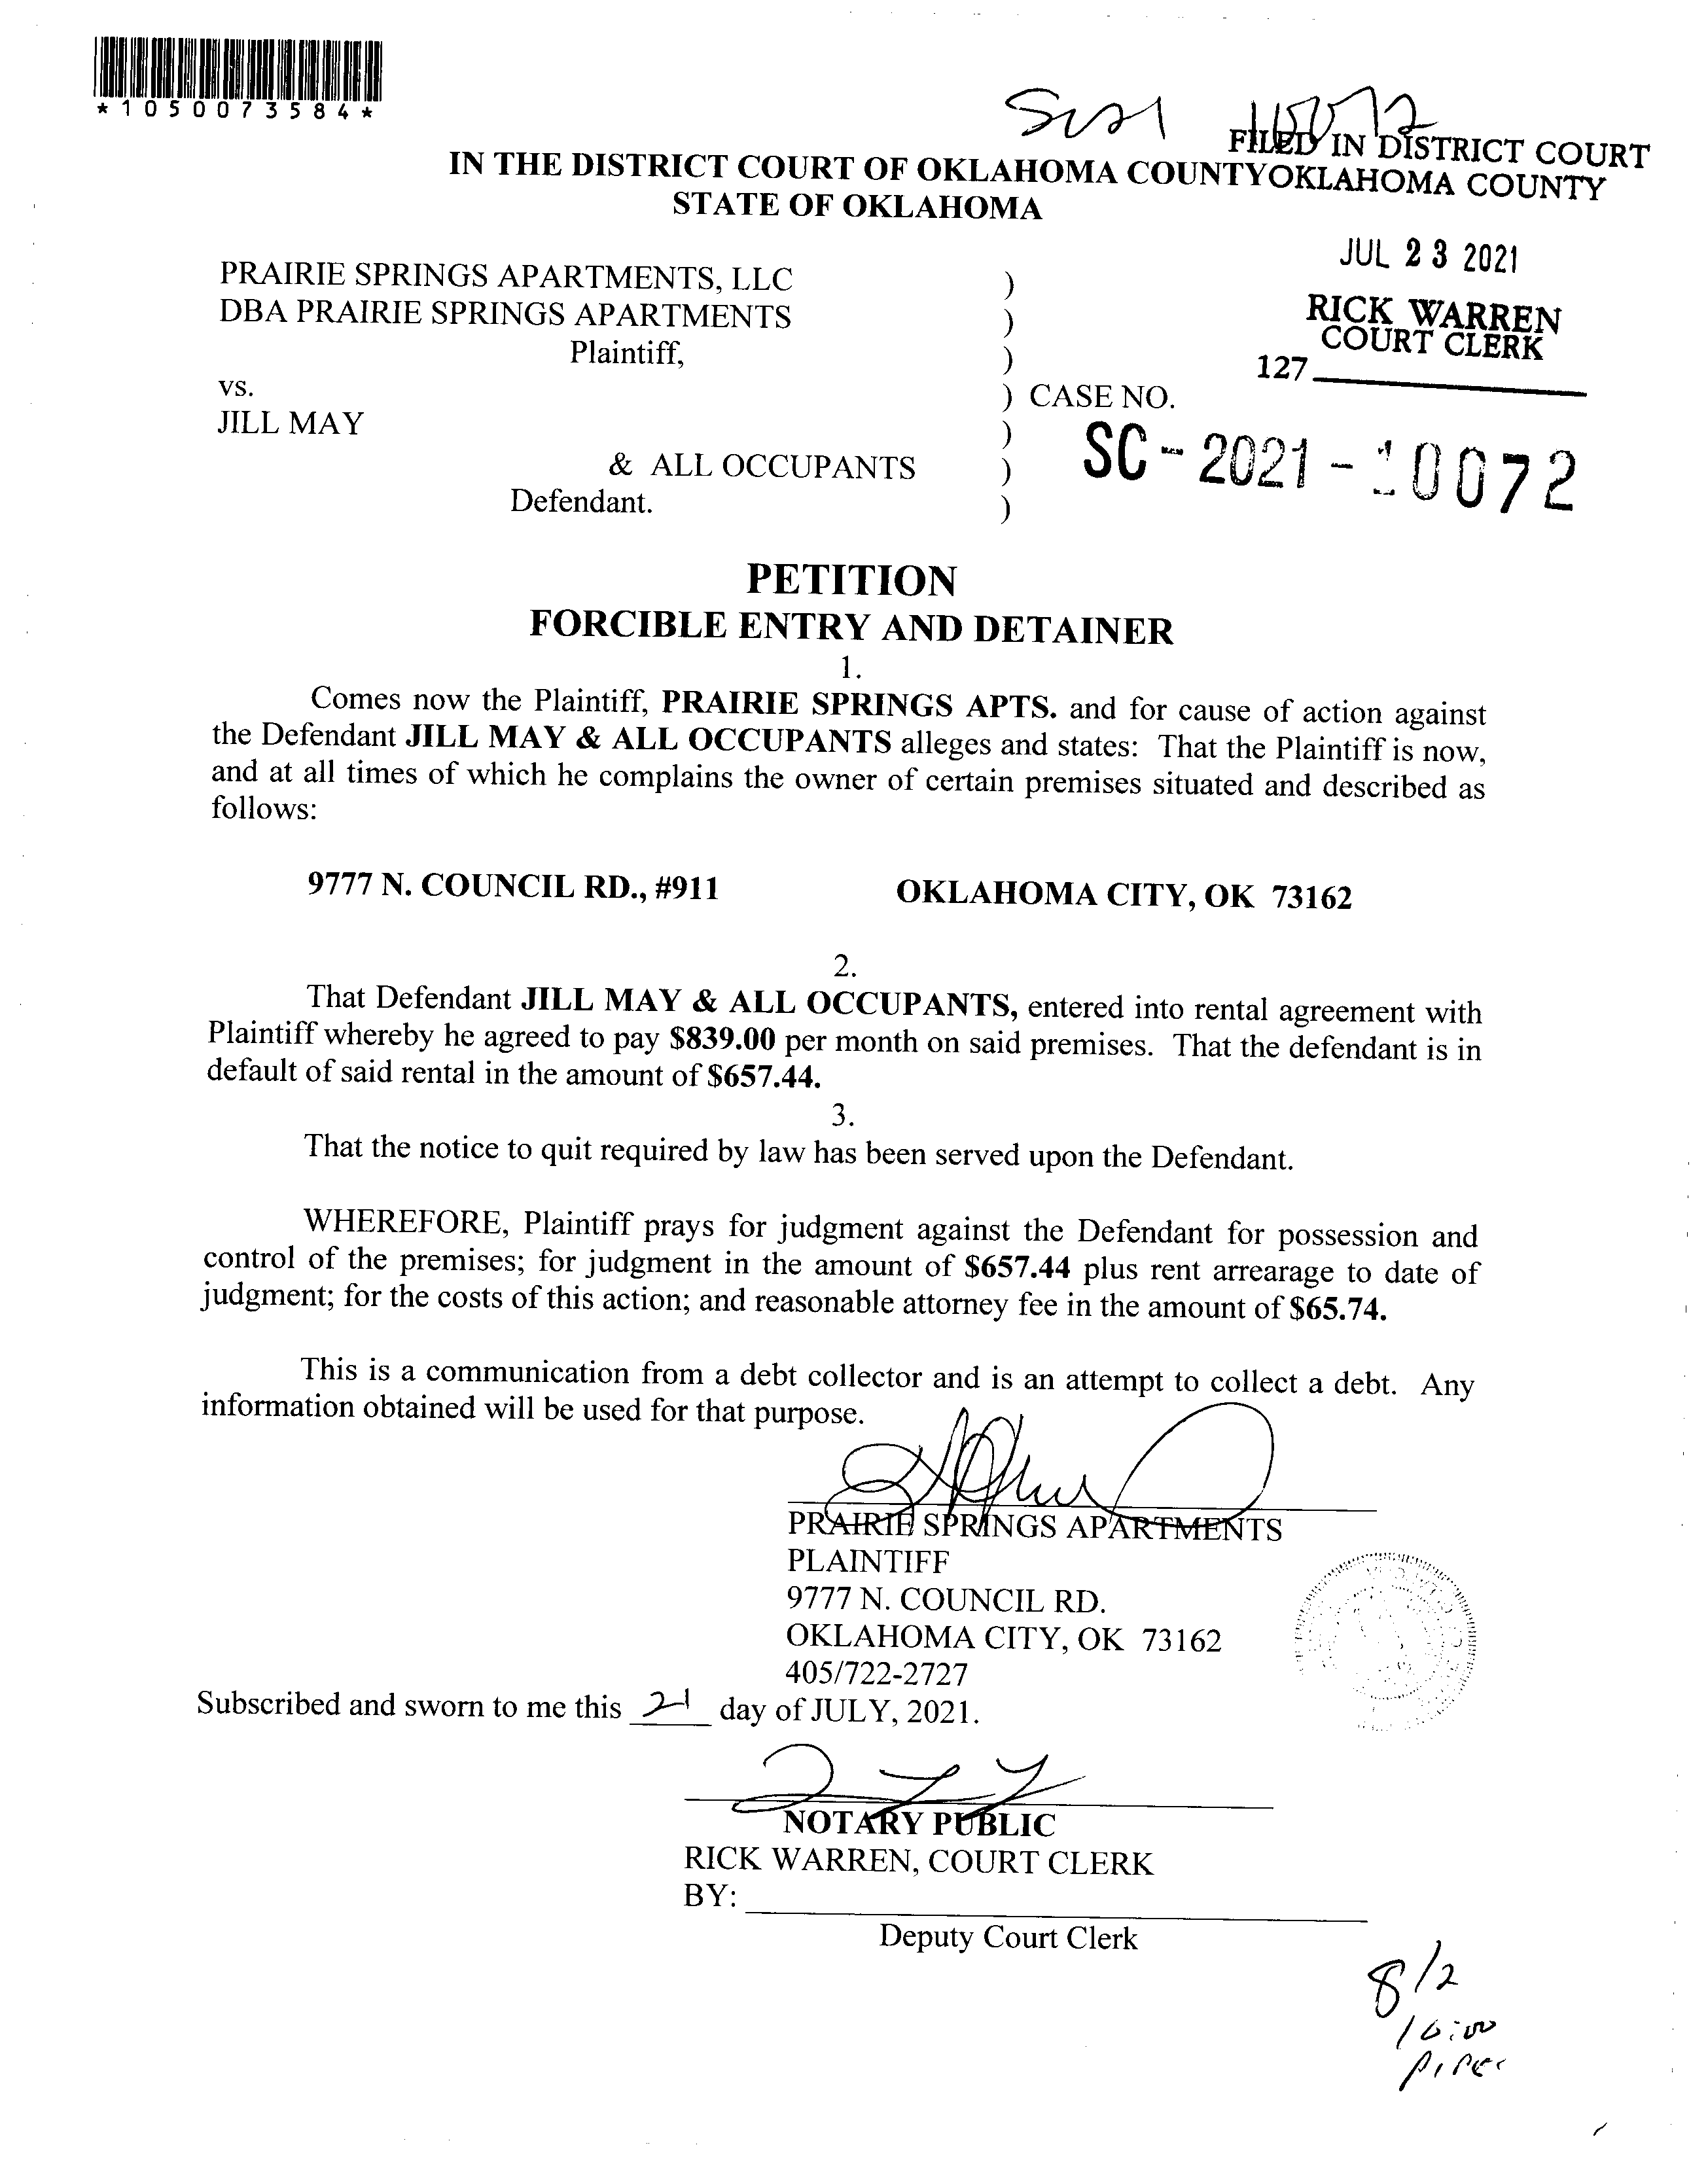 *1050073584*
SC21 10072
FILED IN DISTRICT COURT
OKLAHOMA COUNTY
IN THE DISTRICT COURT OF OKLAHOMA COUNTY
STATE OF OKLAHOMA
JUL 23 2021
RICK WARREN
COURT CLERK
127
PRAIRIE SPRINGS APARTMENTS, LLC )
DBA PRAIRIE SPRINGS APARTMENTS )
Plaintiff, )
vs. ) CASE NO.
JILL MAY )
& ALL OCCUPANTS ) SC-2021-10072
Defendant. )
PETITION
FORCIBLE ENTRY AND DETAINER
1.
Comes now the Plaintiff, PRAIRIE SPRINGS APTS. and for cause of action against
the Defendant JILL MAY & ALL OCCUPANTS alleges and states: That the Plaintiff is now,
and at all times of which he complains the owner of certain premises situated and described as
follows:
9777 N. COUNCIL RD., #911 OKLAHOMA CITY, OK 73162
2.
That Defendant JILL MAY & ALL OCCUPANTS, entered into rental agreement with
Plaintiff whereby he agreed to pay $839.00 per month on said premises. That the defendant is in
default of said rental in the amount of $657.44.
3.
That the notice to quit required by law has been served upon the Defendant.
WHEREFORE, Plaintiff prays for judgment against the Defendant for possession and
control of the premises; for judgment in the amount of $657.44 plus rent arrearage to date of
judgment; for the costs of this action; and reasonable attorney fee in the amount of $65.74.
This is a communication from a debt collector and is an attempt to collect a debt. Any
information obtained will be used for that purpose.
PRAIRIE SPRINGS APARTMENTS
PLAINTIFF
9777 N. COUNCIL RD.
OKLAHOMA CITY, OK 73162
405/722-2727
Subscribed and sworn to me this 21 day of JULY, 2021.
NOTARY PUBLIC
RICK WARREN, COURT CLERK
BY:
Deputy Court Clerk
8/2